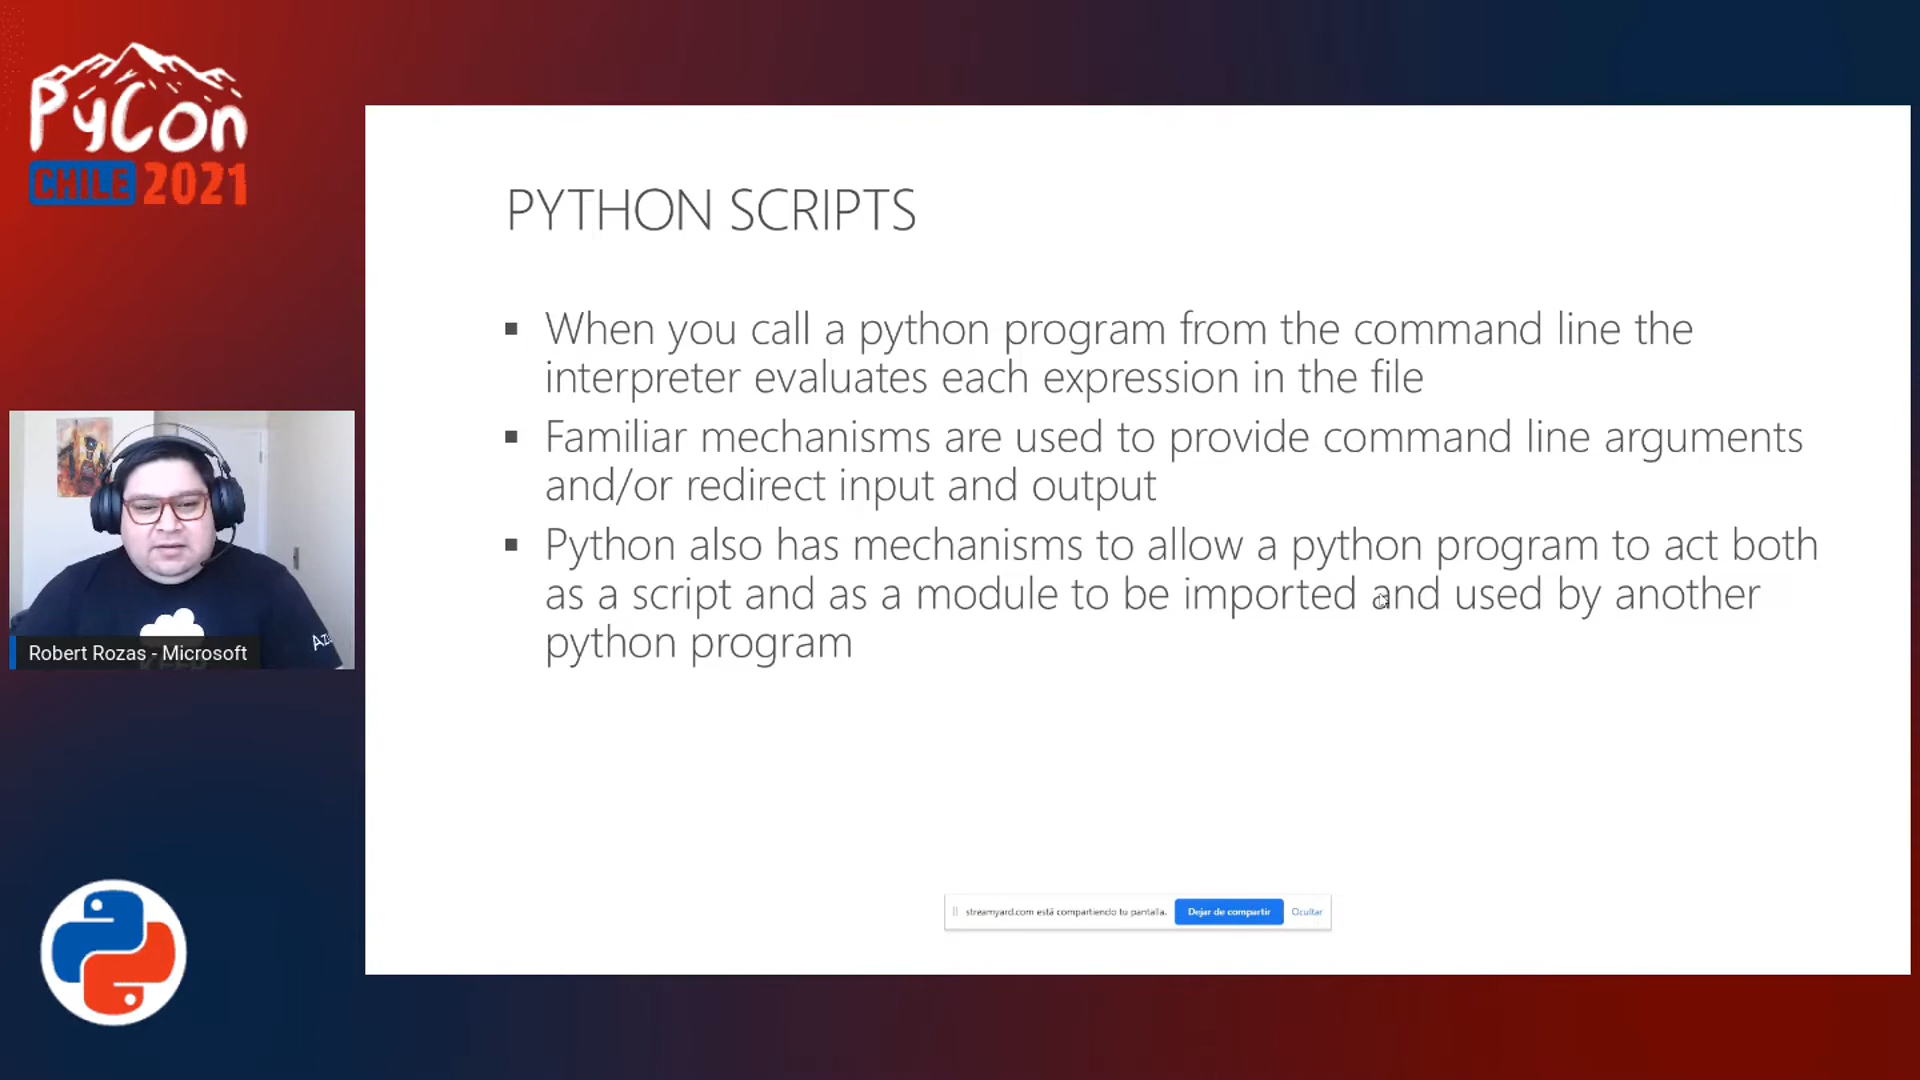 PyCon
CHILE 2021
PYTHON SCRIPTS
When you call a python program from the command line the
interpreter evaluates each expression in the file
Familiar mechanisms are used to provide command line arguments
and/or redirect input and output
Python also has mechanisms to allow a python program to act both
as a script and as a module to be imported and used by another
python program
Robert Rozas - Microsoft
streamyard.com está compartiendo tu pantalla.
Dejar de compartir
Ocultar